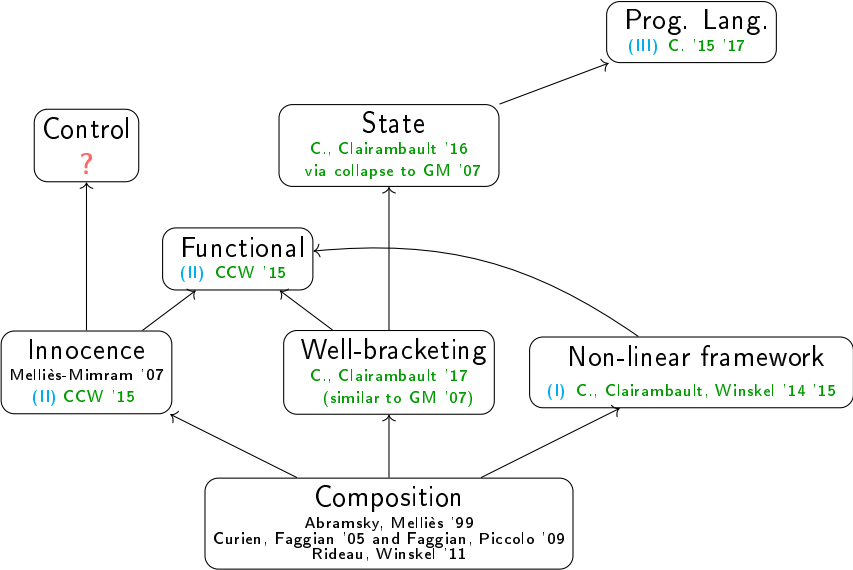 Prog. Lang.
(III) C. '15 '17
Control
?
State
C., Clairambault '16
via collapse to GM '07
Functional
(II) CCW '15
Innocence
Melliès-Mimram '07
(II) CCW '15
Well-bracketing
C., Clairambault '17
(similar to GM '07)
Non-linear framework
(I) C., Clairambault, Winskel '14 '15
Composition
Abramsky, Melliès '99
Curien, Faggian '05 and Faggian, Piccolo '09
Rideau, Winskel '11